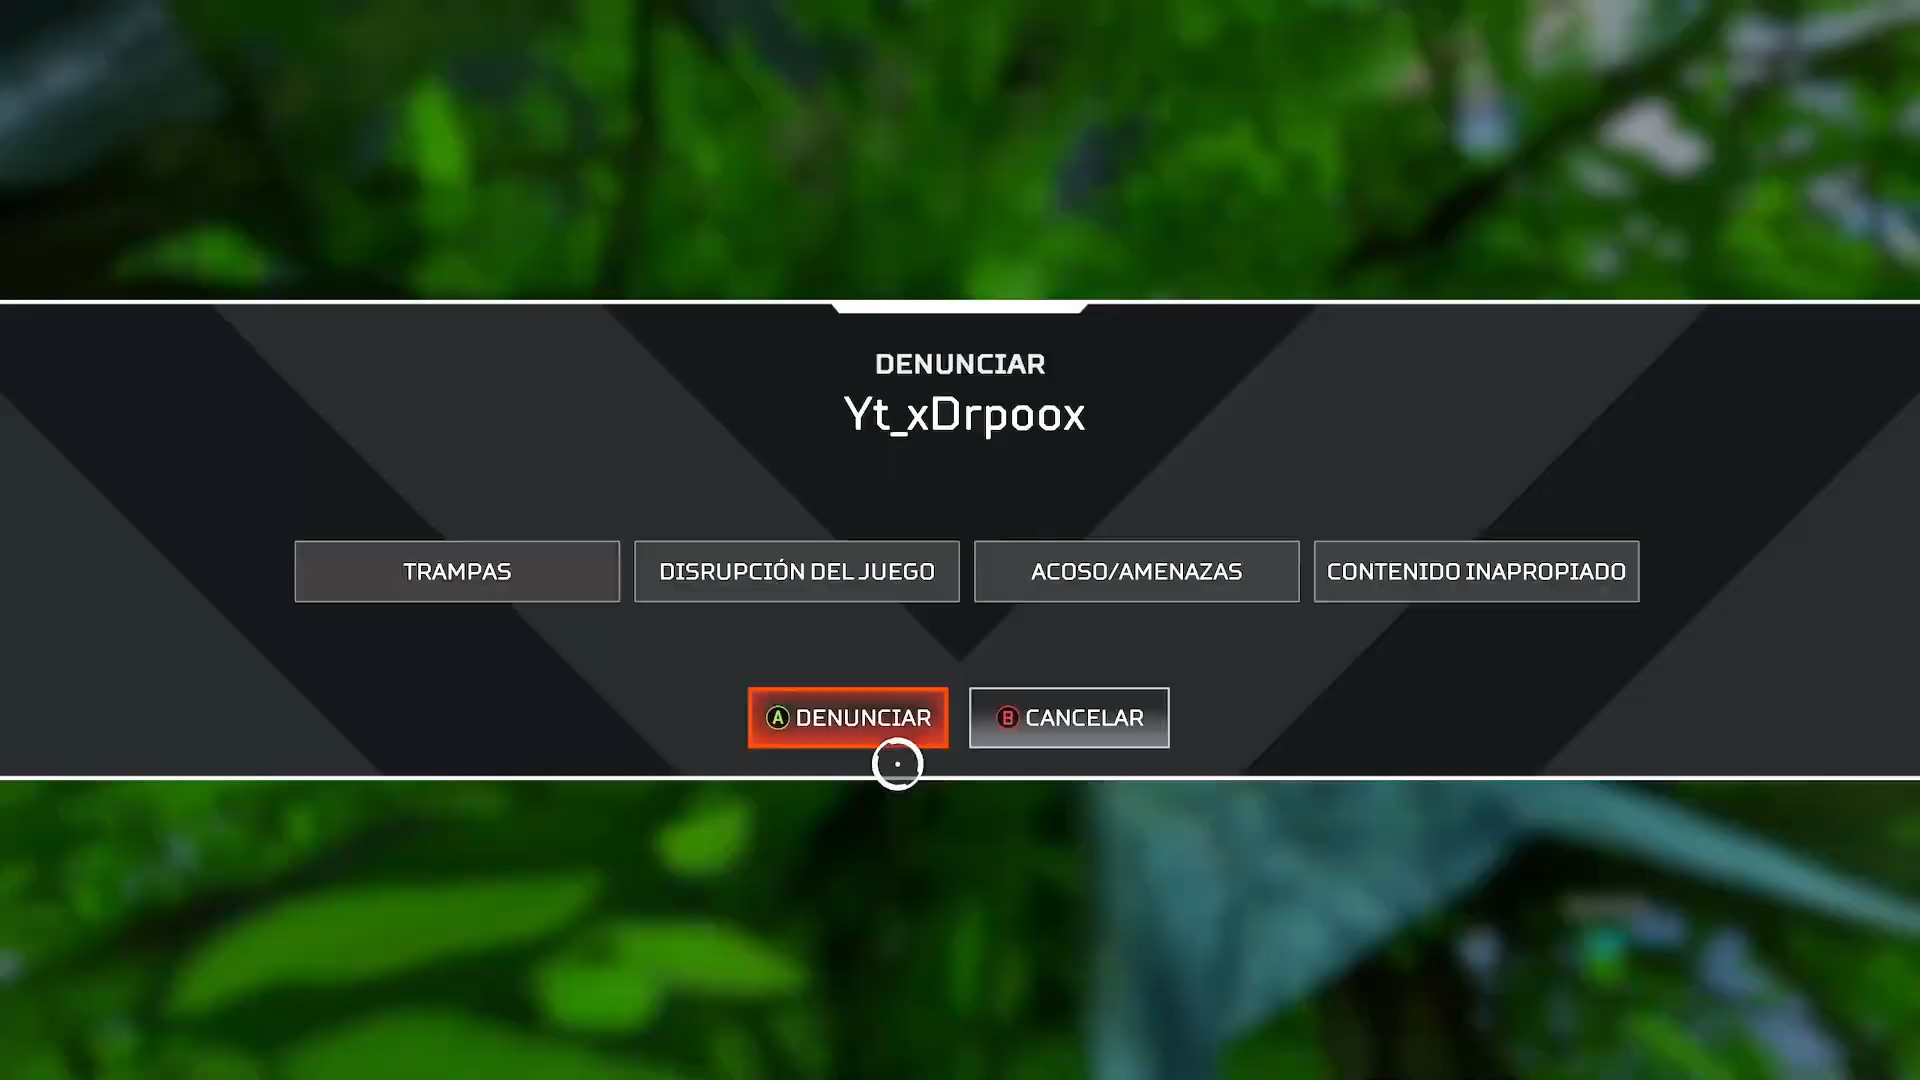 DENUNCIAR
Yt_xDrpoox
TRAMPAS
DISRUPCIÓN DEL JUEGO
ACOSO/AMENAZAS
CONTENIDO INAPROPIADO
A DENUNCIAR
B CANCELAR